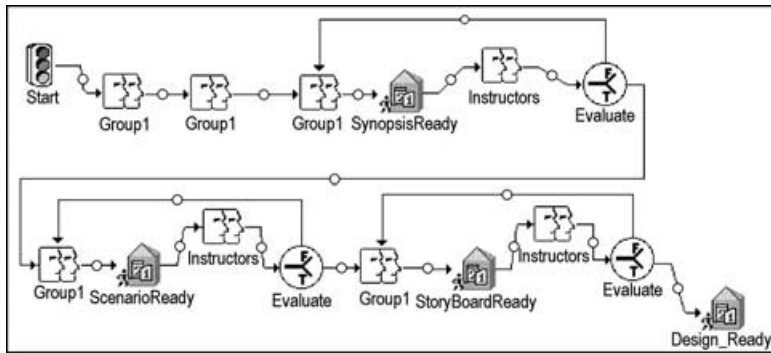 Start
Group1
Group1
Group1
SynopsisReady
Instructors
F
T
Evaluate
Group1
ScenarioReady
Instructors
F
T
Evaluate
Group1
StoryBoardReady
Instructors
F
T
Evaluate
Design_Ready